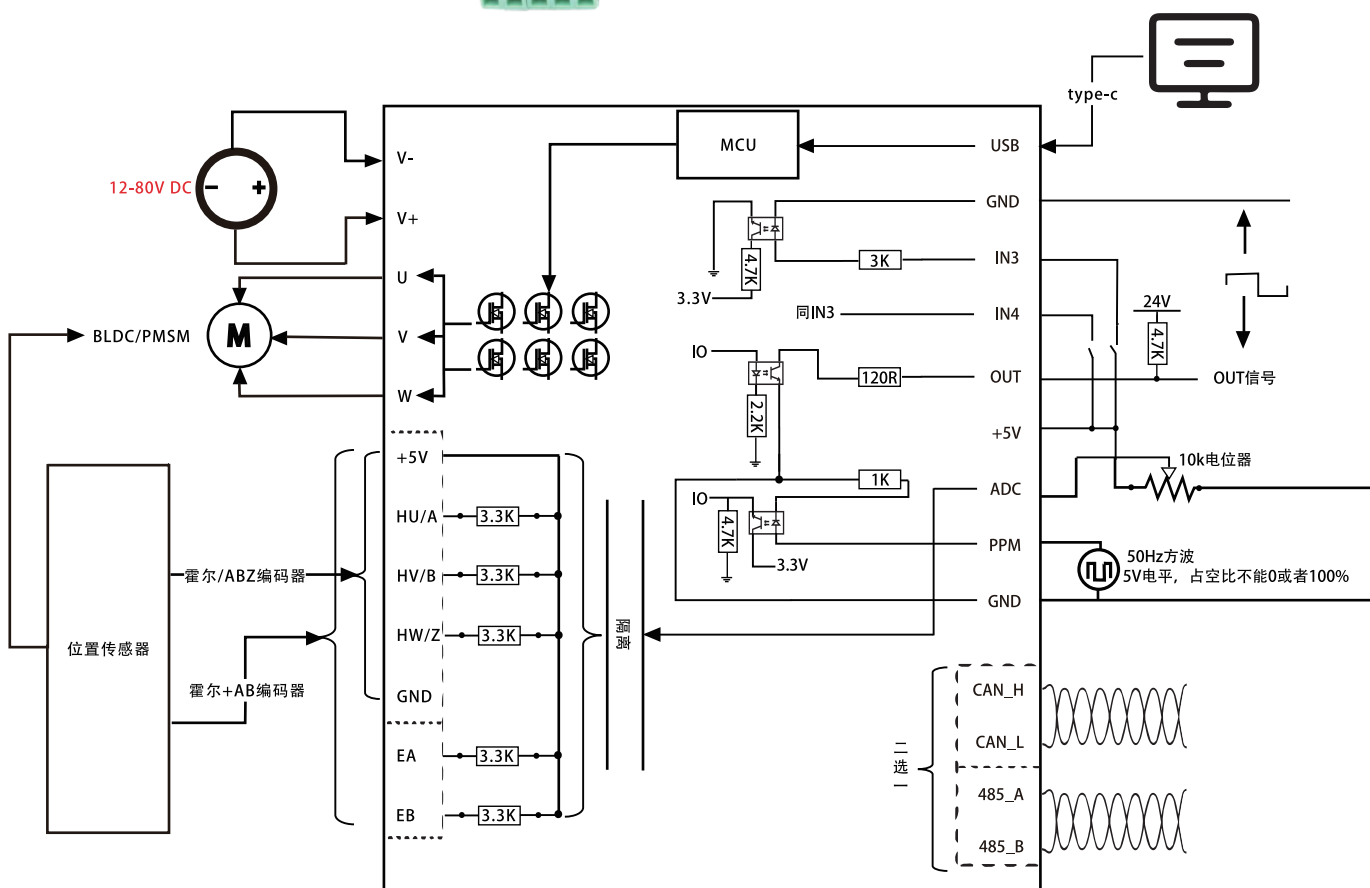 type-c
MCU
USB
V-
12-80V DC
V+
GND
4.7K
3K
IN3
3.3V
U
同IN3
IN4
24V
4.7K
BLDC/PMSM
M
V
IO
120R
OUT
OUT信号
W
2.2K
+5V
+5V
10k电位器
1K
ADC
IO
4.7K
HU/A
3.3K
PPM
50Hz方波
5V电平，占空比不能0或者100%
3.3V
霍尔/ABZ编码器
HV/B
3.3K
GND
位置传感器
HW/Z
3.3K
隔离
霍尔+AB编码器
GND
CAN_H
CAN_L
EA
3.3K
二选一
485_A
EB
3.3K
485_B